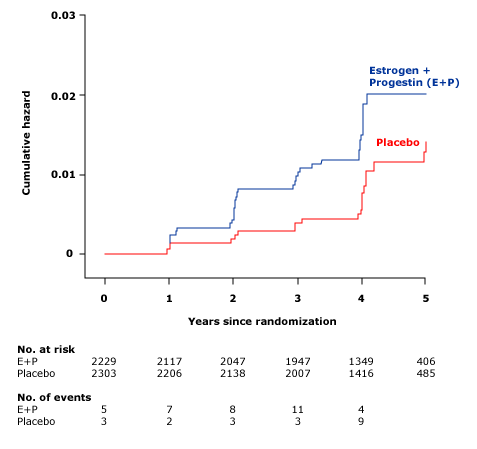 0.03
Estrogen +
Progestin (E+P)
0.02
Placebo
0.01
0
Cumulative hazard
0 1 2 3 4 5
Years since randomization
No. at risk
E+P 2229 2117 2047 1947 1349 406
Placebo 2303 2206 2138 2007 1416 485
No. of events
E+P 5 7 8 11 4
Placebo 3 2 3 3 9